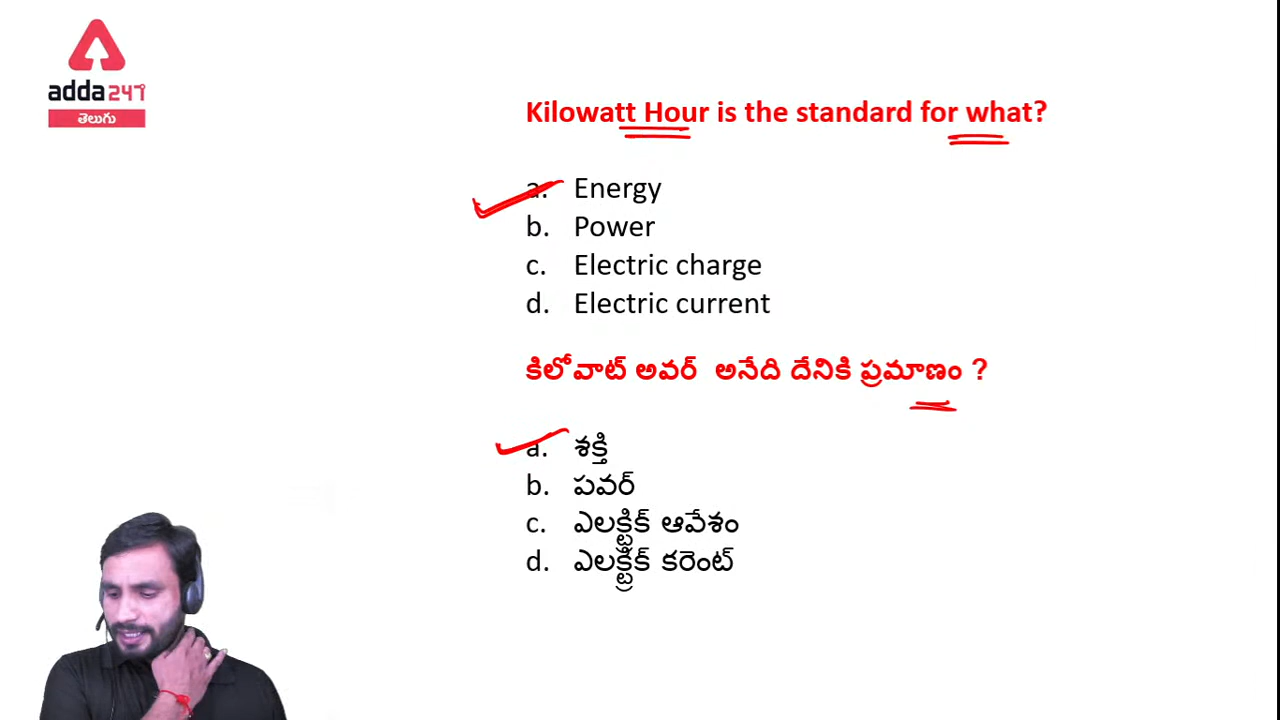 adda247
తెలుగు
Kilowatt Hour is the standard for what?
a. Energy
b. Power
c. Electric charge
d. Electric current
కిలోవాట్ అవర్ అనేది దేనికి ప్రమాణం ?
a. శక్తి
b. పవర్
c. ఎలక్ట్రిక్ ఆవేశం
d. ఎలక్ట్రిక్ కరెంట్